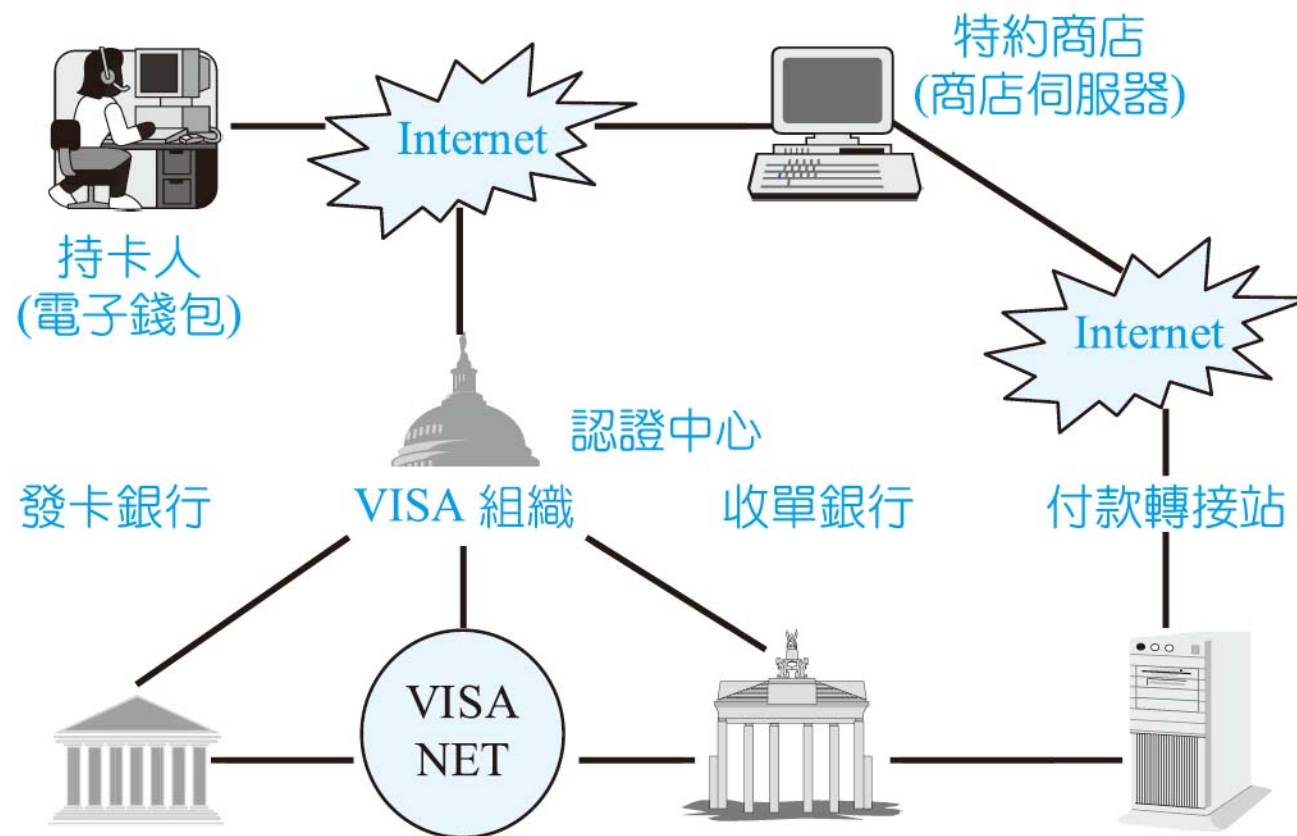 特約商店
(商店伺服器)
Internet
持卡人
(電子錢包)
Internet
認證中心
發卡銀行
VISA 組織
收單銀行
付款轉接站
VISA
NET